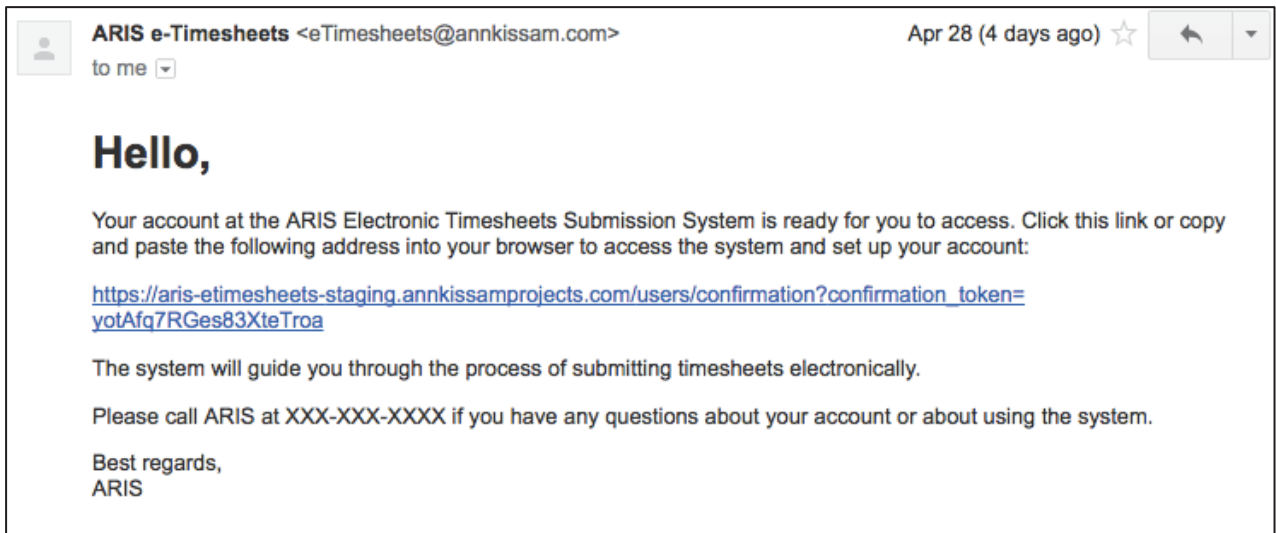 ARIS e-Timesheets <eTimesheets@annkissam.com> Apr 28 (4 days ago)
to me
Hello,
Your account at the ARIS Electronic Timesheets Submission System is ready for you to access. Click this link or copy
and paste the following address into your browser to access the system and set up your account:
https://aris-etimesheets-staging.annkissamprojects.com/users/confirmation?confirmation_token=
yotAfq7RGes83XteTroa
The system will guide you through the process of submitting timesheets electronically.
Please call ARIS at XXX-XXX-XXXX if you have any questions about your account or about using the system.
Best regards,
ARIS